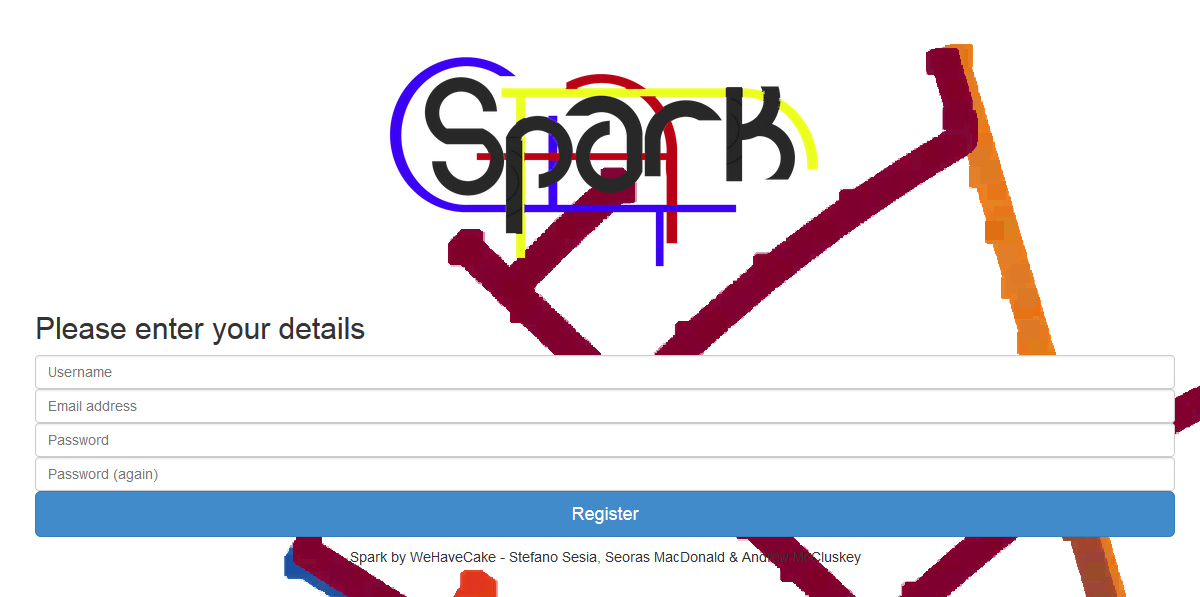 Spark
Please enter your details
Username
Email address
Password
Password (again)
Register
Spark by WeHaveCake - Stefano Sesia, Seoras MacDonald & Andrew McCluskey